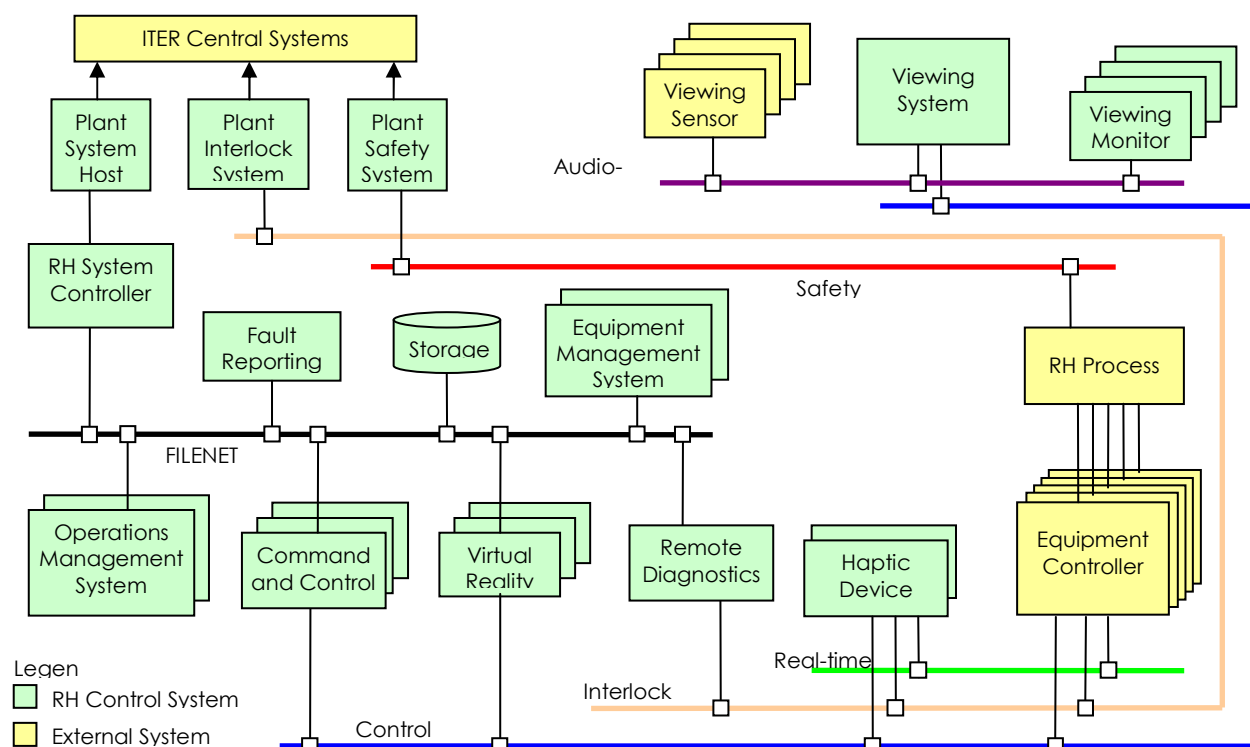 ITER Central Systems
Plant
System
Host
Plant
Interlock
System
Plant
Safety
System
Viewing
Sensor
Viewing
System
Viewing
Monitor
Audio-
RH System
Controller
Safety
Fault
Reporting
Storage
Equipment
Management
System
RH Process
FILENET
Operations
Management
System
Command
and Control
Virtual
Reality
Remote
Diagnostics
Haptic
Device
Equipment
Controller
Real-time
Interlock
Control
Legen
RH Control System
External System